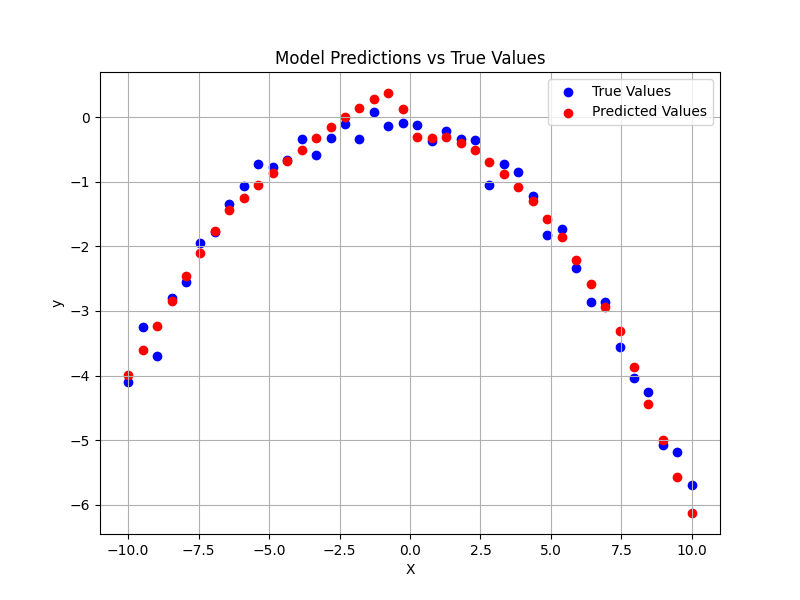 Model Predictions vs True Values
True Values
Predicted Values
0
−1
−2
−3
−4
−5
−6
y
−10.0 −7.5 −5.0 −2.5 0.0 2.5 5.0 7.5 10.0
X